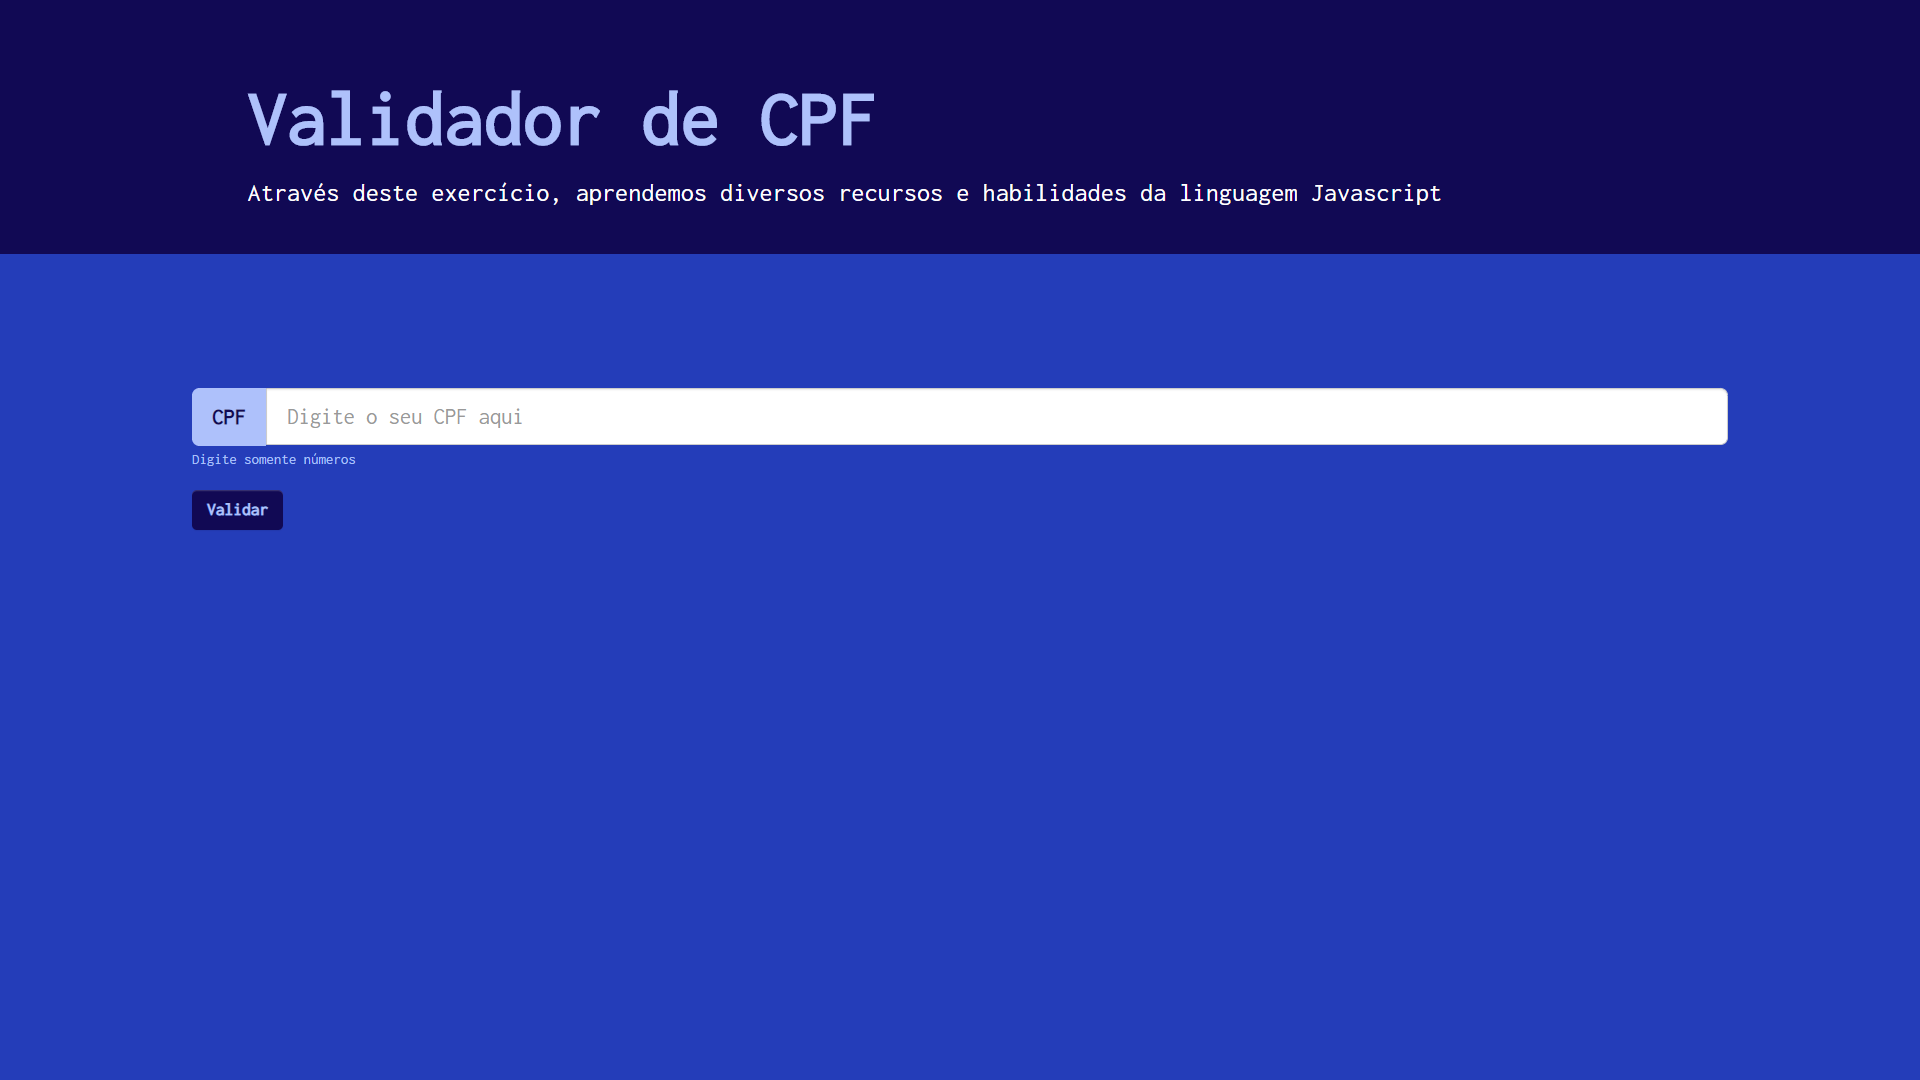 Validador de CPF
Através deste exercício, aprendemos diversos recursos e habilidades da linguagem Javascript
CPF Digite o seu CPF aqui
Digite somente números
Validar